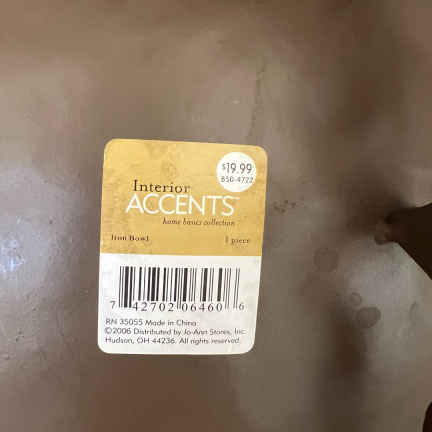 $19.99
850-4722
Interior
ACCENTS™
home basics collection
Iron Bowl 1 piece
7 42702 06460 6
RN 35055 Made in China
©2006 Distributed by Jo-Ann Stores, Inc.
Hudson, OH 44236. All rights reserved.